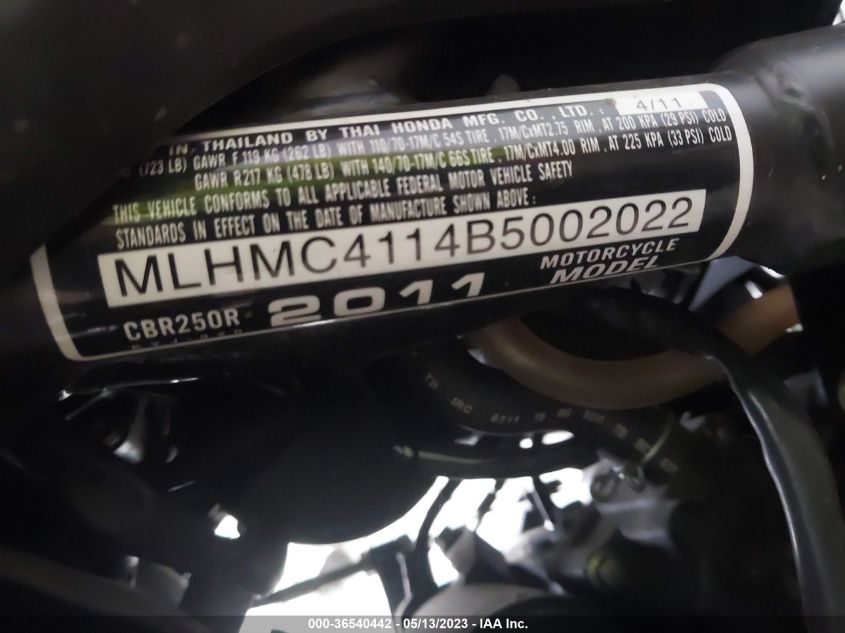 IN THAILAND BY THAI HONDA MFG. CO., LTD.: 4/11
(723 LB) GAWR F 119 KG (262 LB) WITH 110/70-17M/C 54S TIRE, 17M/CxMT2.75 RIM, AT 200 KPA (29 PSI) COLD
GAWR R 217 KG (478 LB) WITH 140/70-17M/C 66S TIRE, 17M/CxMT4.00 RIM, AT 225 KPA (33 PSI) COLD
THIS VEHICLE CONFORMS TO ALL APPLICABLE FEDERAL MOTOR VEHICLE SAFETY
STANDARDS IN EFFECT ON THE DATE OF MANUFACTURE SHOWN ABOVE:
MLHMC4114B5002022
CBR250R 2011 MOTORCYCLE
MODEL
IRC
000-36540442 - 05/13/2023 - IAA Inc.